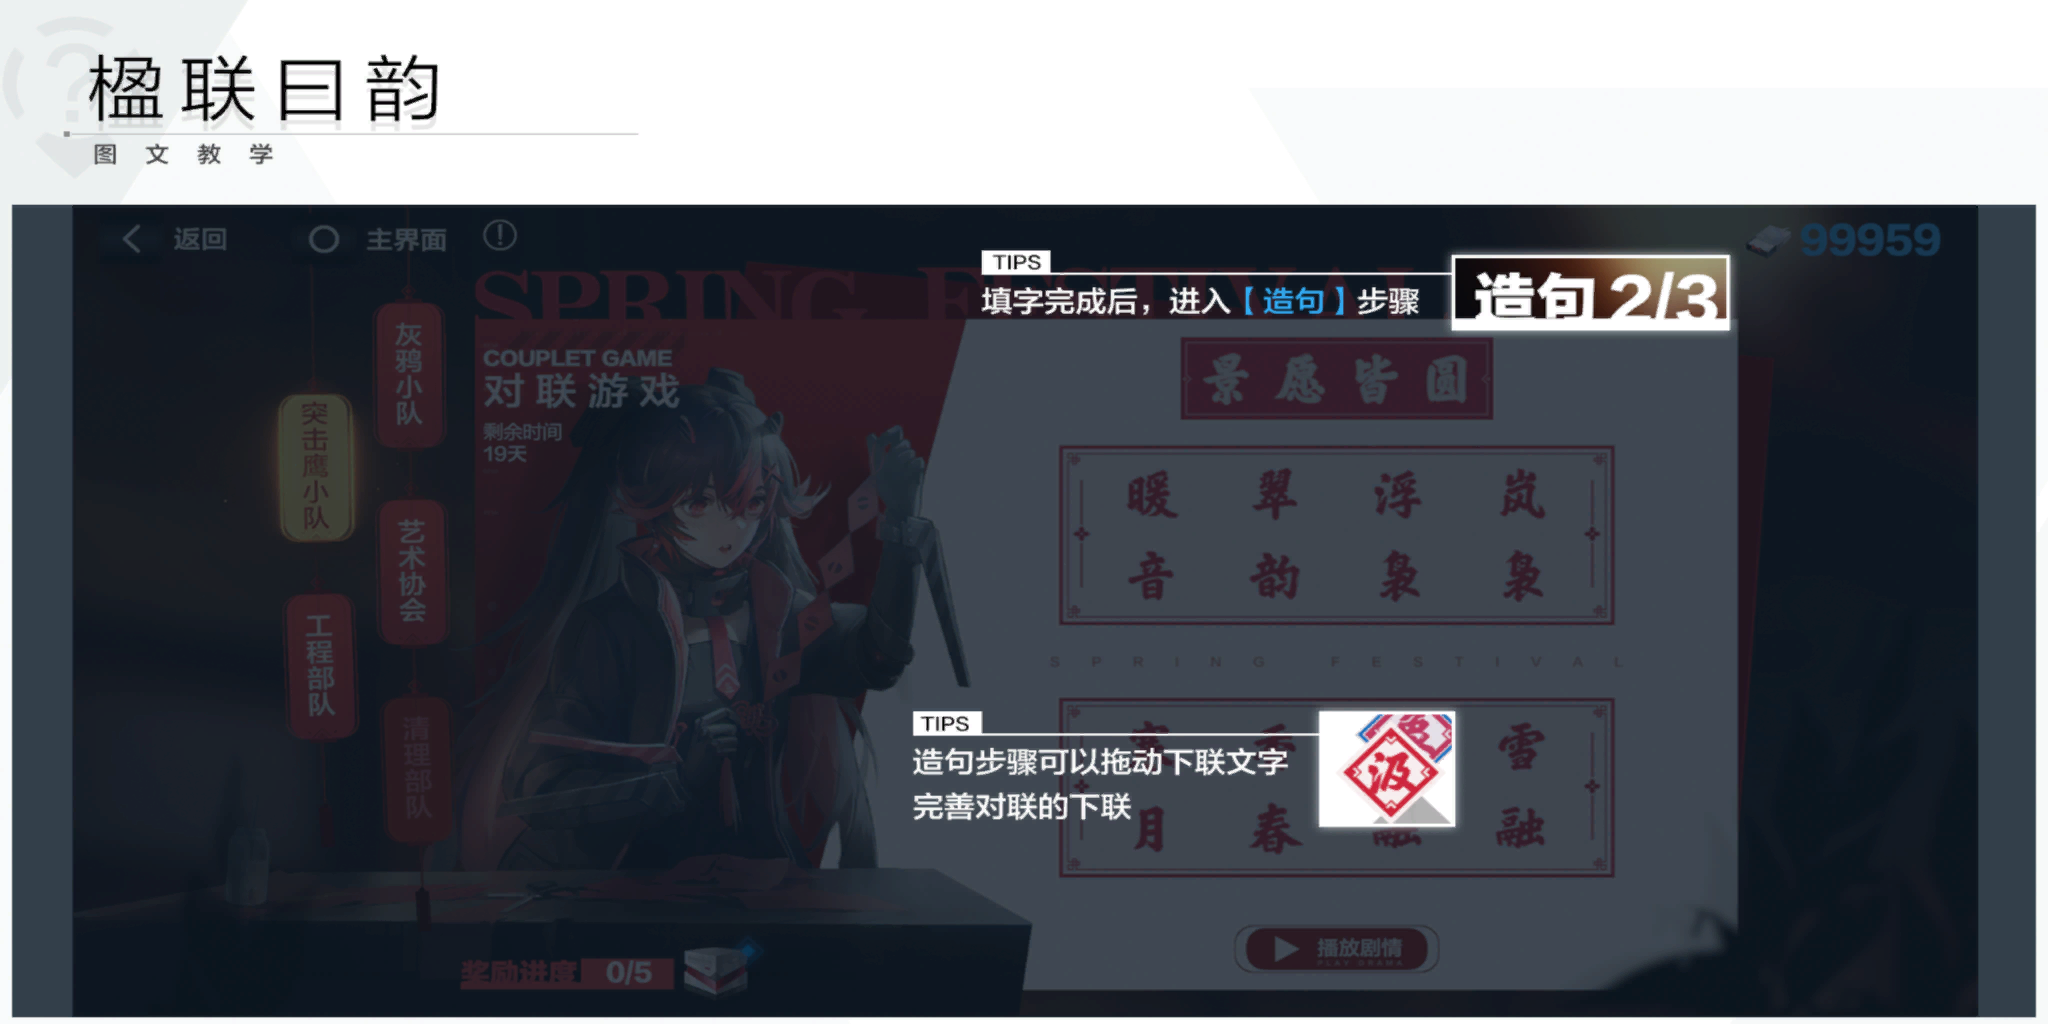 楹联曰韵
图文教学
返回
主界面
99959
SPRING FESTIVAL
TIPS
填字完成后，进入【造句】步骤
造句 2/3
灰鸦小队
突击鹰小队
艺术协会
工程部队
清理部队
COUPLET GAME
对联游戏
剩余时间
19天
景愿皆圆
暖翠浮岚
音韵袅袅
SPRING FESTIVAL
TIPS
造句步骤可以拖动下联文字
完善对联的下联
汲
雪
月春融融
奖励进度 0/5
播放剧情
PLAY DRAMA